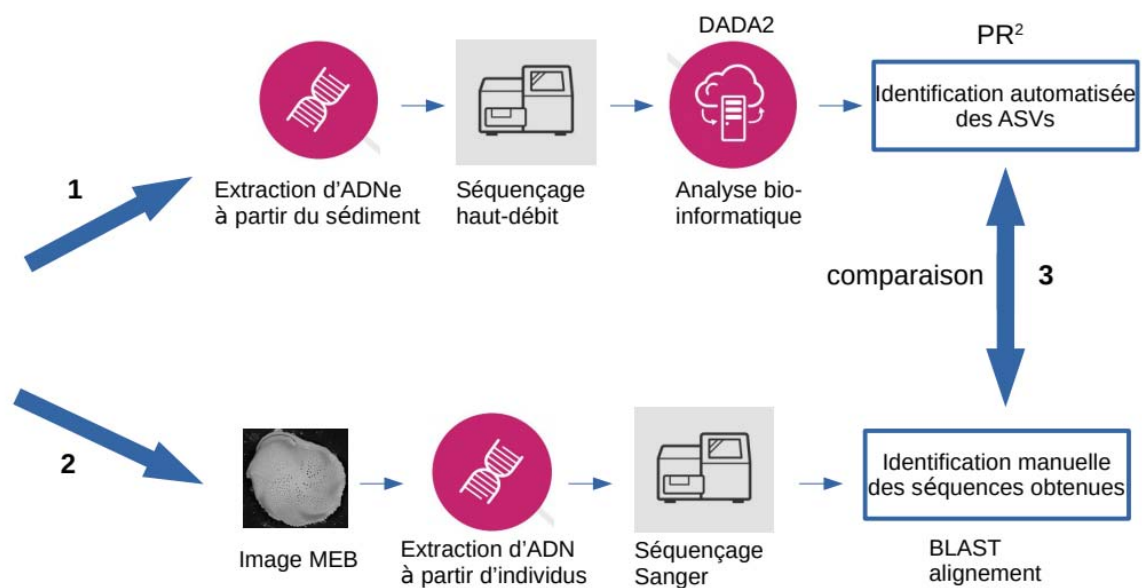 DADA2
PR²
Identification automatisée
des ASVs
1
Extraction d'ADNe
à partir du sédiment
Séquençage
haut-débit
Analyse bio-
informatique
comparaison
3
2
Image MEB
Extraction d'ADN
à partir d'individus
Séquençage
Sanger
Identification manuelle
des séquences obtenues
BLAST
alignement